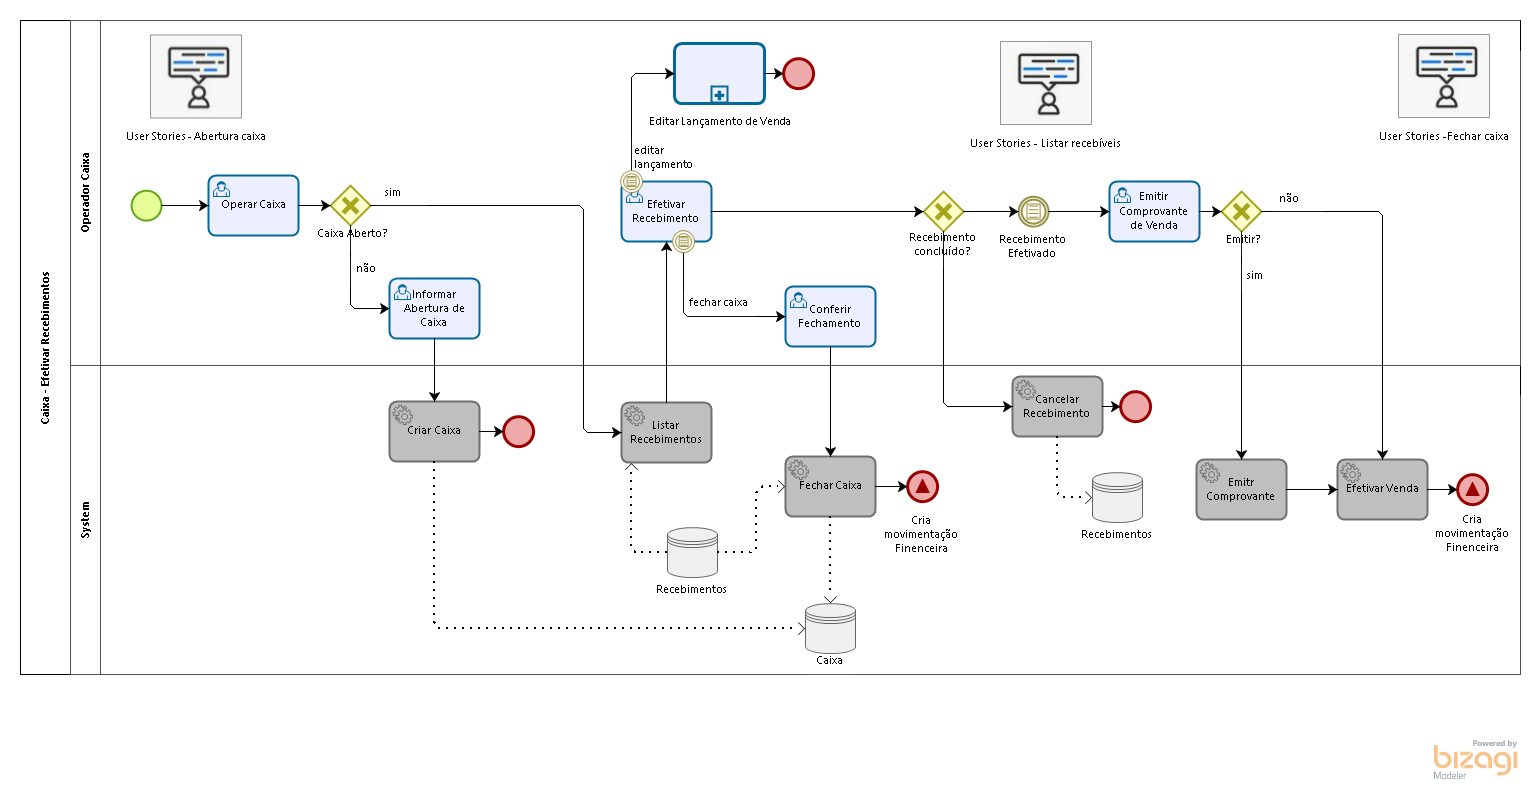 Caixa - Efetivar Recebimentos
Operador Caixa
User Stories - Abertura caixa
Editar Lançamento de Venda
User Stories - Listar recebíveis
User Stories -Fechar caixa
editar
lançamento
Operar Caixa
Caixa Aberto?
sim
não
Informar
Abertura de
Caixa
Efetivar
Recebimento
fechar caixa
Conferir
Fechamento
Recebimento
concluído?
Recebimento
Efetivado
Emitir
Comprovante
de Venda
Emitir?
não
sim
System
Criar Caixa
Listar
Recebimentos
Fechar Caixa
Cria
movimentação
Finenceira
Recebimentos
Caixa
Cancelar
Recebimento
Recebimentos
Emitr
Comprovante
Efetivar Venda
Cria
movimentação
Finenceira
Powered by
bizagi
Modeler